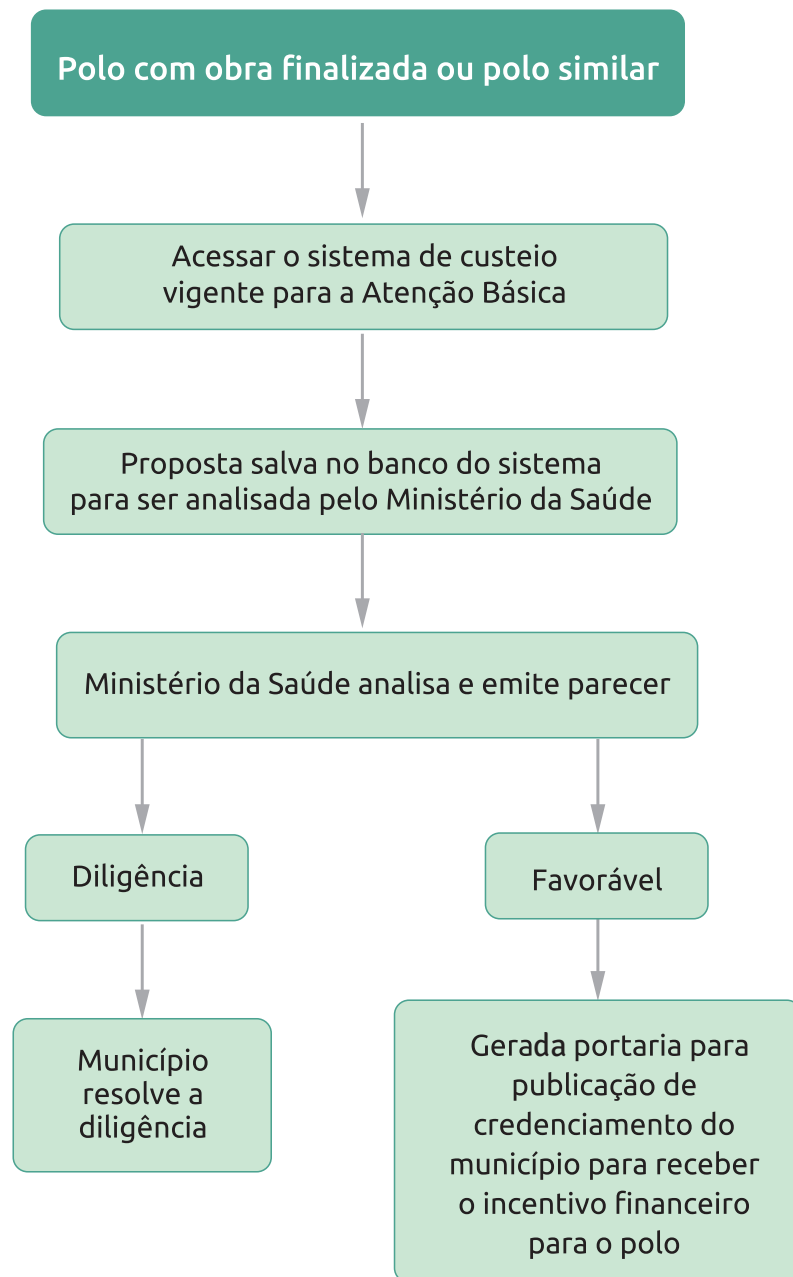 Polo com obra finalizada ou polo similar
Acessar o sistema de custeio
vigente para a Atenção Básica
Proposta salva no banco do sistema
para ser analisada pelo Ministério da Saúde
Ministério da Saúde analisa e emite parecer
Diligência
Favorável
Município
resolve a
diligência
Gerada portaria para
publicação de
credenciamento do
município para receber
o incentivo financeiro
para o polo